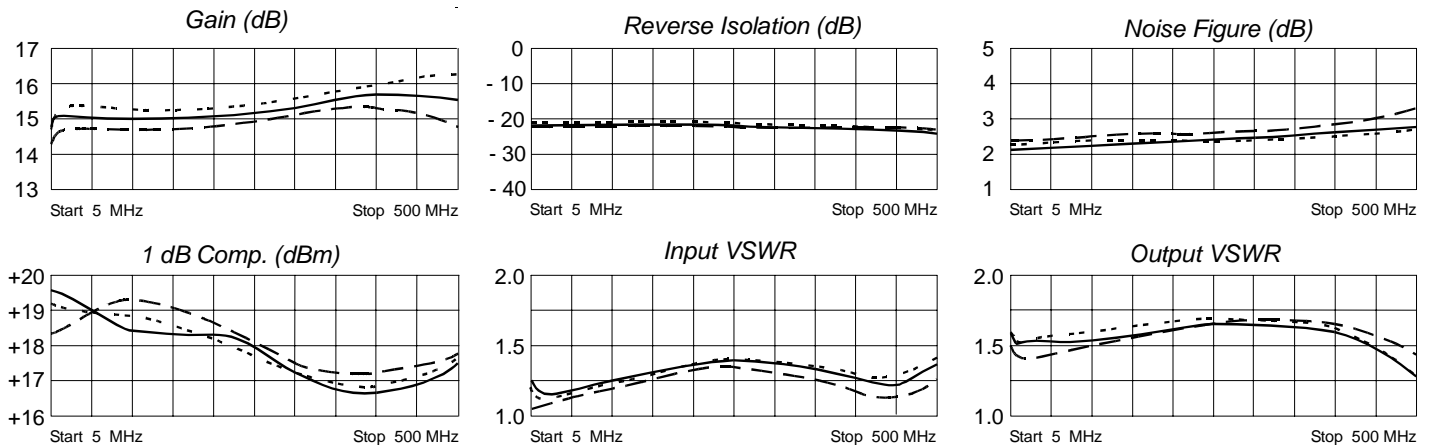 Gain (dB)
17
16
15
14
13
Start 5 MHz
Stop 500 MHz
Reverse Isolation (dB)
0
- 10
- 20
- 30
- 40
Start 5 MHz
Stop 500 MHz
Noise Figure (dB)
5
4
3
2
1
Start 5 MHz
Stop 500 MHz
1 dB Comp. (dBm)
+20
+19
+18
+17
+16
Start 5 MHz
Stop 500 MHz
Input VSWR
2.0
1.5
1.0
Start 5 MHz
Stop 500 MHz
Output VSWR
2.0
1.5
1.0
Start 5 MHz
Stop 500 MHz